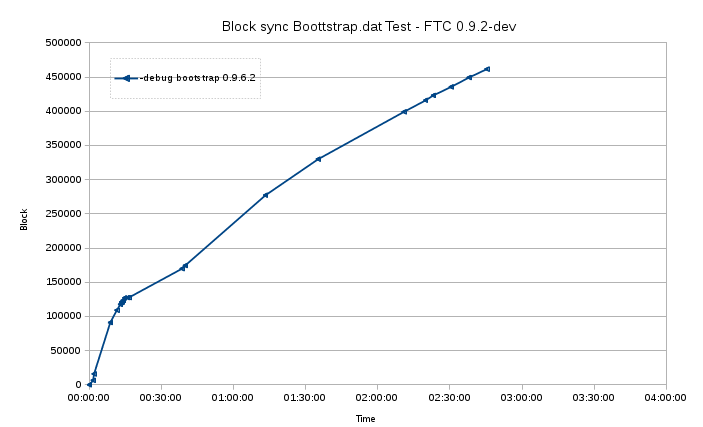 Block sync Boottstrap.dat Test - FTC 0.9.2-dev
500000
-debug bootstrap 0.9.6.2
450000
400000
350000
300000
250000
Block
200000
150000
100000
50000
0
00:00:00 00:30:00 01:00:00 01:30:00 02:00:00 02:30:00 03:00:00 03:30:00 04:00:00
Time